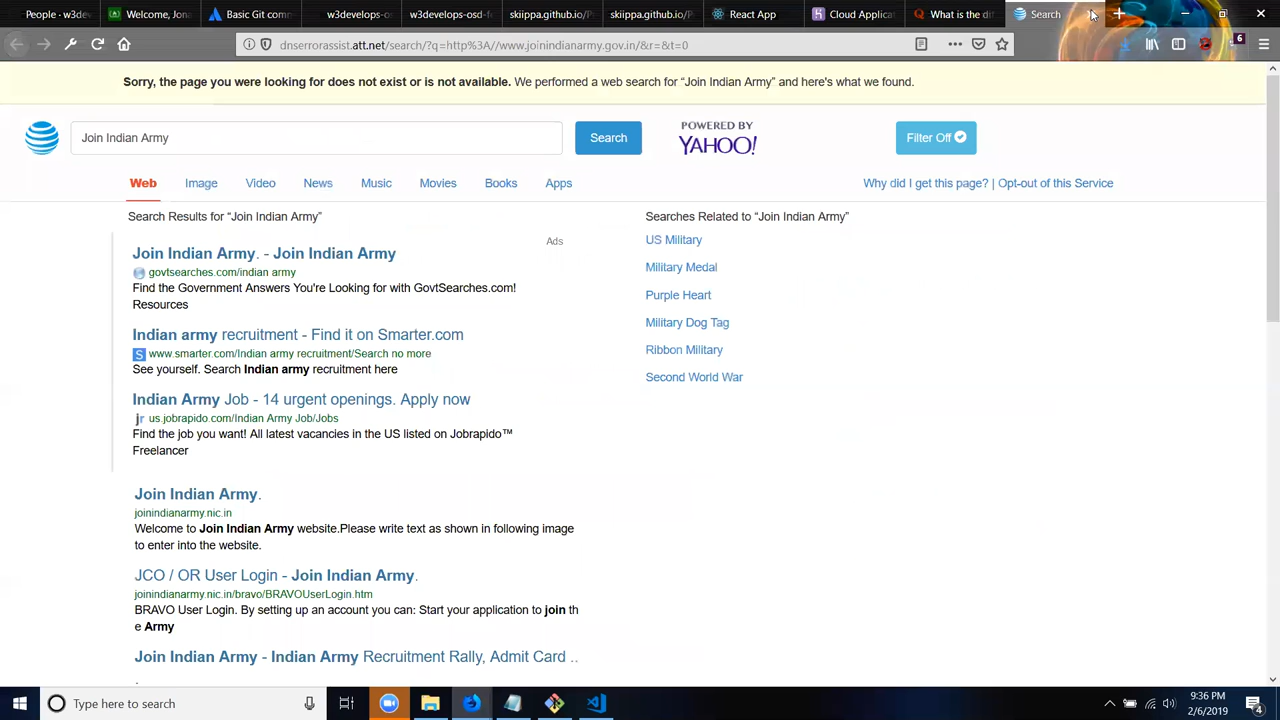 People - w3dev
Welcome, Jona
Basic Git comm
w3develops-os
w3develops-osd-f
skiippa.github.io/P
skiippa.github.io/P
React App
Cloud Applicat
What is the di
Search
dnserrorassist.att.net/search/?q=http%3A//www.joinindianarmy.gov.in/&r=&t=0
6
Sorry, the page you were looking for does not exist or is not available. We performed a web search for “Join Indian Army” and here's what we found.
Join Indian Army
Search
POWERED BY
YAHOO!
Filter Off
Web
Image
Video
News
Music
Movies
Books
Apps
Why did I get this page? | Opt-out of this Service
Search Results for “Join Indian Army”
Ads
Join Indian Army. - Join Indian Army
govtsearches.com/indian army
Find the Government Answers You're Looking for with GovtSearches.com!
Resources
Indian army recruitment - Find it on Smarter.com
S www.smarter.com/Indian army recruitment/Search no more
See yourself. Search Indian army recruitment here
Indian Army Job - 14 urgent openings. Apply now
jr us.jobrapido.com/Indian Army Job/Jobs
Find the job you want! All latest vacancies in the US listed on Jobrapido™
Freelancer
Join Indian Army.
joinindianarmy.nic.in
Welcome to Join Indian Army website.Please write text as shown in following image
to enter into the website.
JCO / OR User Login - Join Indian Army.
joinindianarmy.nic.in/bravo/BRAVOUserLogin.htm
BRAVO User Login. By setting up an account you can: Start your application to join th
e Army
Join Indian Army - Indian Army Recruitment Rally, Admit Card ..
Searches Related to “Join Indian Army”
US Military
Military Medal
Purple Heart
Military Dog Tag
Ribbon Military
Second World War
Type here to search
9:36 PM
2/6/2019
4